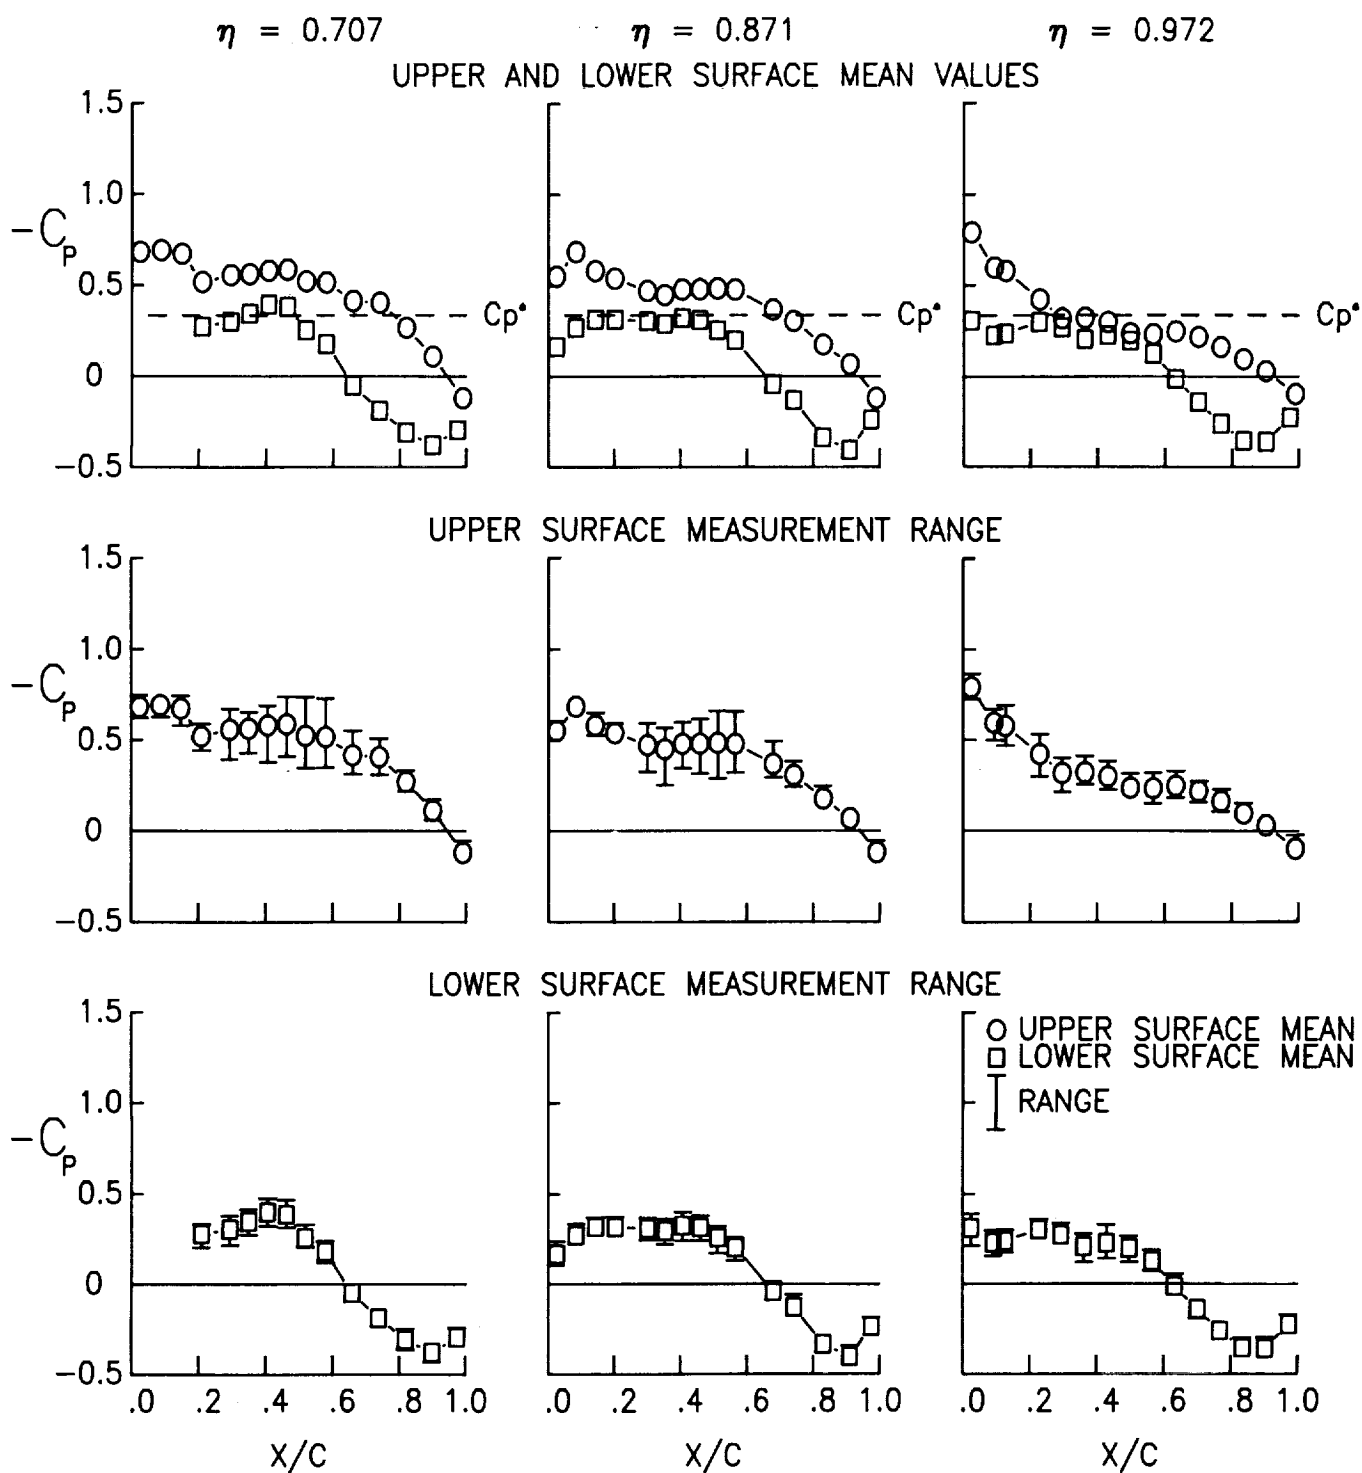 η = 0.707 η = 0.871 η = 0.972
UPPER AND LOWER SURFACE MEAN VALUES
1.5
1.0
-Cp
0.5
Cp* Cp* Cp*
0
-0.5
UPPER SURFACE MEASUREMENT RANGE
1.5
1.0
-Cp
0.5
0
-0.5
LOWER SURFACE MEASUREMENT RANGE
1.5
○ UPPER SURFACE MEAN
□ LOWER SURFACE MEAN
RANGE
1.0
-Cp
0.5
0
-0.5
.0 .2 .4 .6 .8 1.0 .0 .2 .4 .6 .8 1.0 .0 .2 .4 .6 .8 1.0
X/C X/C X/C